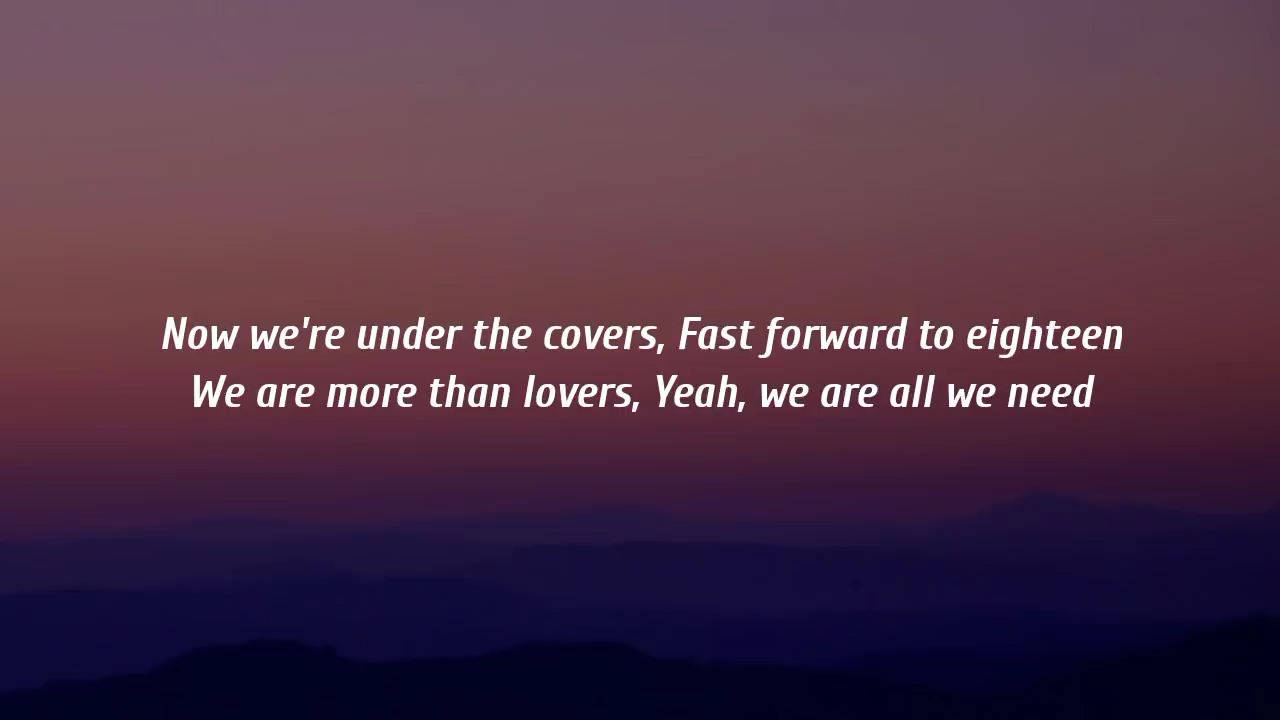 Now we're under the covers, Fast forward to eighteen
We are more than lovers, Yeah, we are all we need